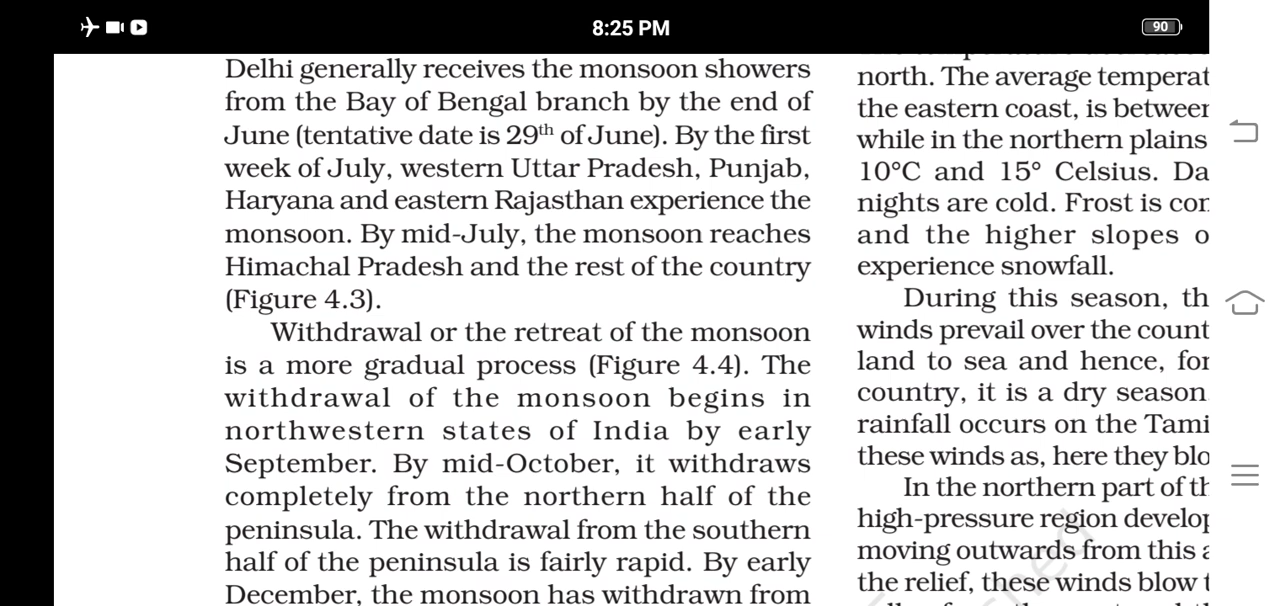 8:25 PM
90
Delhi generally receives the monsoon showers
from the Bay of Bengal branch by the end of
June (tentative date is 29th of June). By the first
week of July, western Uttar Pradesh, Punjab,
Haryana and eastern Rajasthan experience the
monsoon. By mid-July, the monsoon reaches
Himachal Pradesh and the rest of the country
(Figure 4.3).
Withdrawal or the retreat of the monsoon
is a more gradual process (Figure 4.4). The
withdrawal of the monsoon begins in
northwestern states of India by early
September. By mid-October, it withdraws
completely from the northern half of the
peninsula. The withdrawal from the southern
half of the peninsula is fairly rapid. By early
December, the monsoon has withdrawn from
north. The average temperat
the eastern coast, is between
while in the northern plains
10°C and 15° Celsius. Da
nights are cold. Frost is con
and the higher slopes o
experience snowfall.
During this season, th
winds prevail over the count
land to sea and hence, for
country, it is a dry season
rainfall occurs on the Tami
these winds as, here they blo
In the northern part of th
high-pressure region develop
moving outwards from this a
the relief, these winds blow t